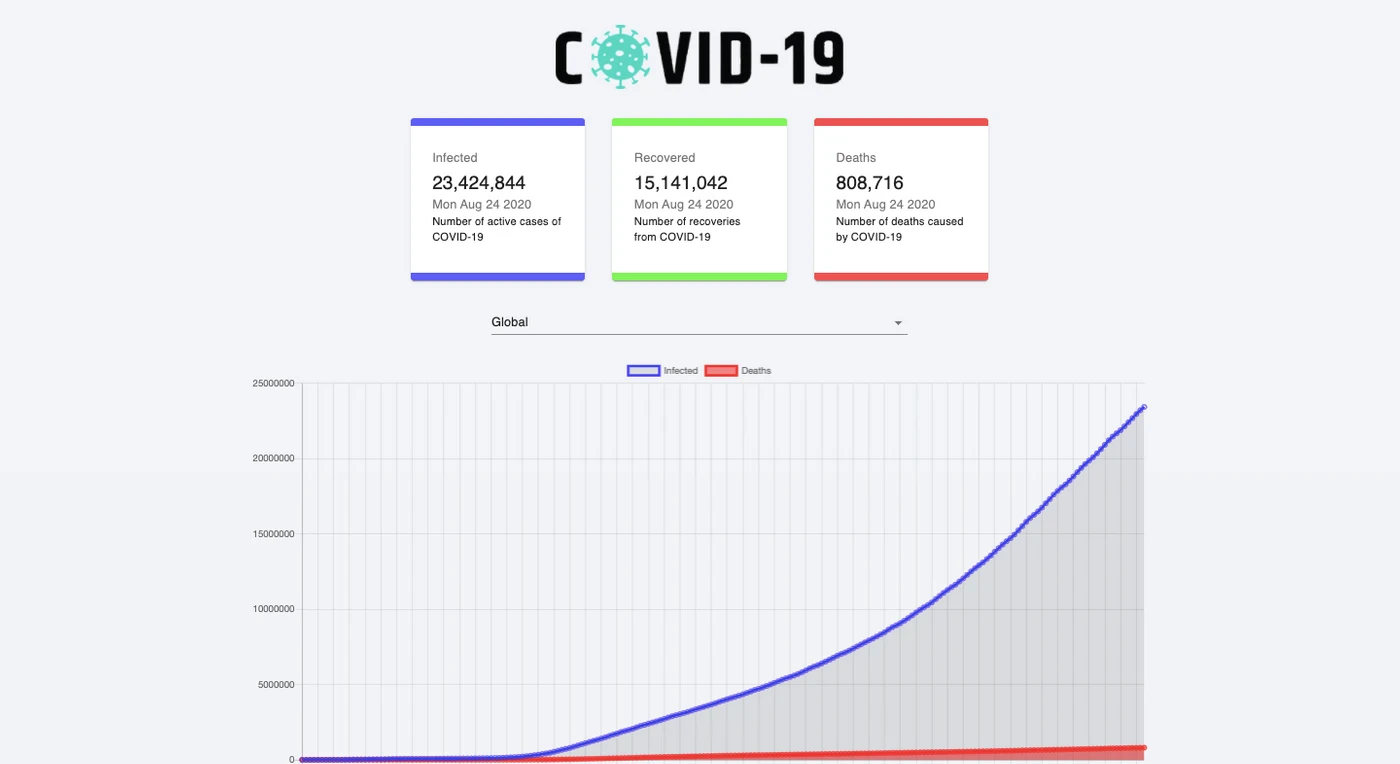 COVID-19
Infected
23,424,844
Mon Aug 24 2020
Number of active cases of
COVID-19
Recovered
15,141,042
Mon Aug 24 2020
Number of recoveries
from COVID-19
Deaths
808,716
Mon Aug 24 2020
Number of deaths caused
by COVID-19
Global
Infected Deaths
25000000
20000000
15000000
10000000
5000000
0